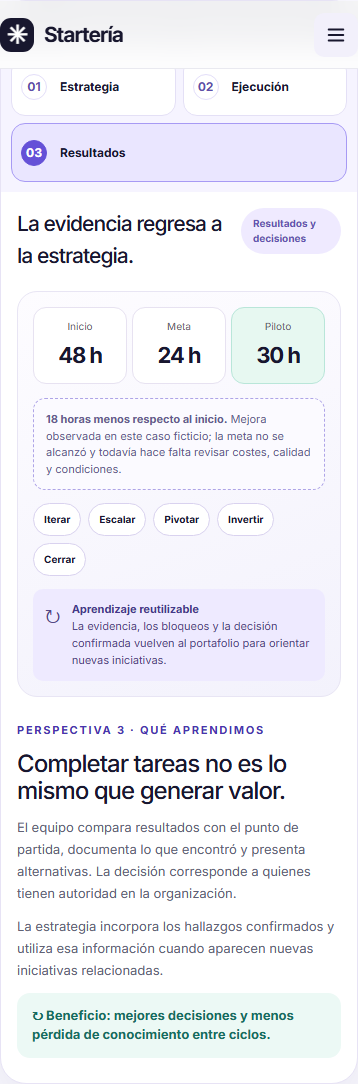 Startería
01 Estrategia
02 Ejecución
03 Resultados
La evidencia regresa a
la estrategia.
Resultados y
decisiones
Inicio
48 h
Meta
24 h
Piloto
30 h
18 horas menos respecto al inicio. Mejora
observada en este caso ficticio; la meta no se
alcanzó y todavía hace falta revisar costes, calidad
y condiciones.
Iterar
Escalar
Pivotar
Invertir
Cerrar
Aprendizaje reutilizable
La evidencia, los bloqueos y la decisión
confirmada vuelven al portafolio para orientar
nuevas iniciativas.
PERSPECTIVA 3 · QUÉ APRENDIMOS
Completar tareas no es lo
mismo que generar valor.
El equipo compara resultados con el punto de
partida, documenta lo que encontró y presenta
alternativas. La decisión corresponde a quienes
tienen autoridad en la organización.
La estrategia incorpora los hallazgos confirmados y
utiliza esa información cuando aparecen nuevas
iniciativas relacionadas.
↻ Beneficio: mejores decisiones y menos
pérdida de conocimiento entre ciclos.